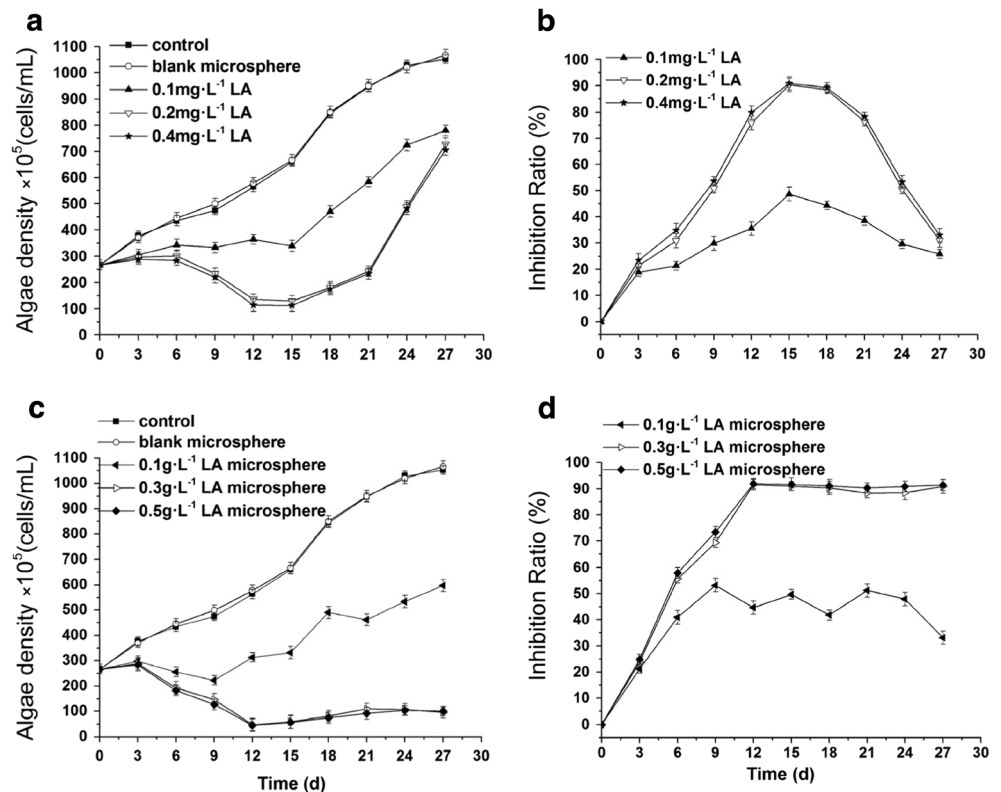 a
Algae density ×10⁵(cells/mL)
1100
1000
900
800
700
600
500
400
300
200
100
0
control
blank microsphere
0.1mg·L⁻¹ LA
0.2mg·L⁻¹ LA
0.4mg·L⁻¹ LA
0 3 6 9 12 15 18 21 24 27 30
b
Inhibition Ratio (%)
100
90
80
70
60
50
40
30
20
10
0
0.1mg·L⁻¹ LA
0.2mg·L⁻¹ LA
0.4mg·L⁻¹ LA
0 3 6 9 12 15 18 21 24 27 30
c
Algae density ×10⁵(cells/mL)
control
blank microsphere
0.1g·L⁻¹ LA microsphere
0.3g·L⁻¹ LA microsphere
0.5g·L⁻¹ LA microsphere
1100
1000
900
800
700
600
500
400
300
200
100
0
0 3 6 9 12 15 18 21 24 27 30
Time (d)
d
Inhibition Ratio (%)
0.1g·L⁻¹ LA microsphere
0.3g·L⁻¹ LA microsphere
0.5g·L⁻¹ LA microsphere
100
90
80
70
60
50
40
30
20
10
0
0 3 6 9 12 15 18 21 24 27 30
Time (d)